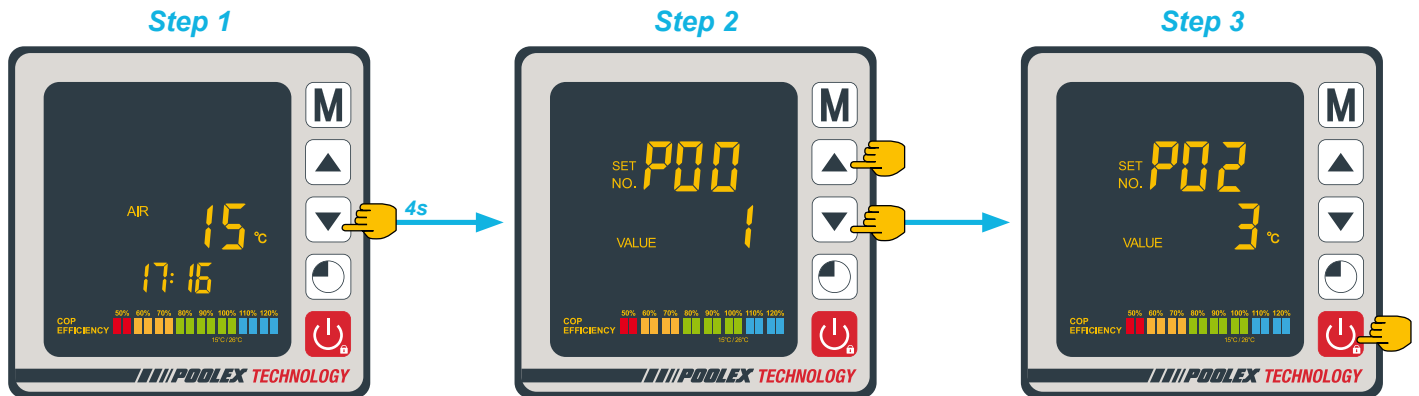 Step 1
Step 2
Step 3
M
AIR 15 °C
17:16
4s
50% 60% 70% 80% 90% 100% 110% 120%
COP
EFFICIENCY
15°C / 26°C
POOLEX TECHNOLOGY
M
SET
NO. P00
VALUE 1
50% 60% 70% 80% 90% 100% 110% 120%
COP
EFFICIENCY
15°C / 26°C
POOLEX TECHNOLOGY
M
SET
NO. P02
VALUE 3 °C
50% 60% 70% 80% 90% 100% 110% 120%
COP
EFFICIENCY
15°C / 26°C
POOLEX TECHNOLOGY